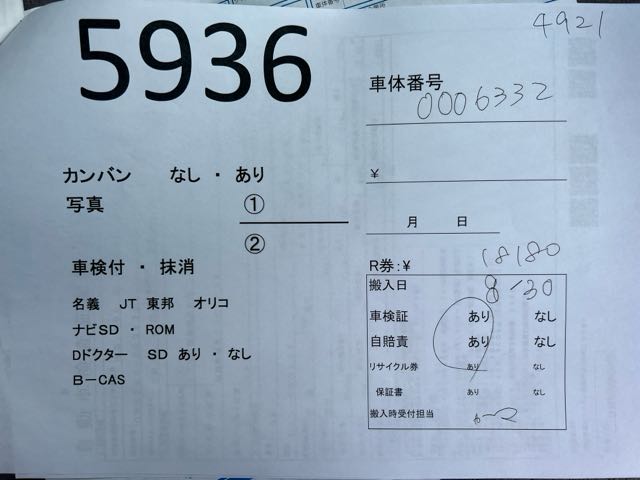 4921
5936
車体番号
0006332
カンバン なし ・ あり
¥
写真 ①
月 日
②
車検付 ・ 抹消
R券:¥ 18180
搬入日 8/30
名義 JT 東邦 オリコ
車検証 あり なし
ナビSD ・ ROM
自賠責 あり なし
Dドクター SD あり ・ なし
リサイクル券 あり なし
B-CAS
保証書 あり なし
搬入時受付担当